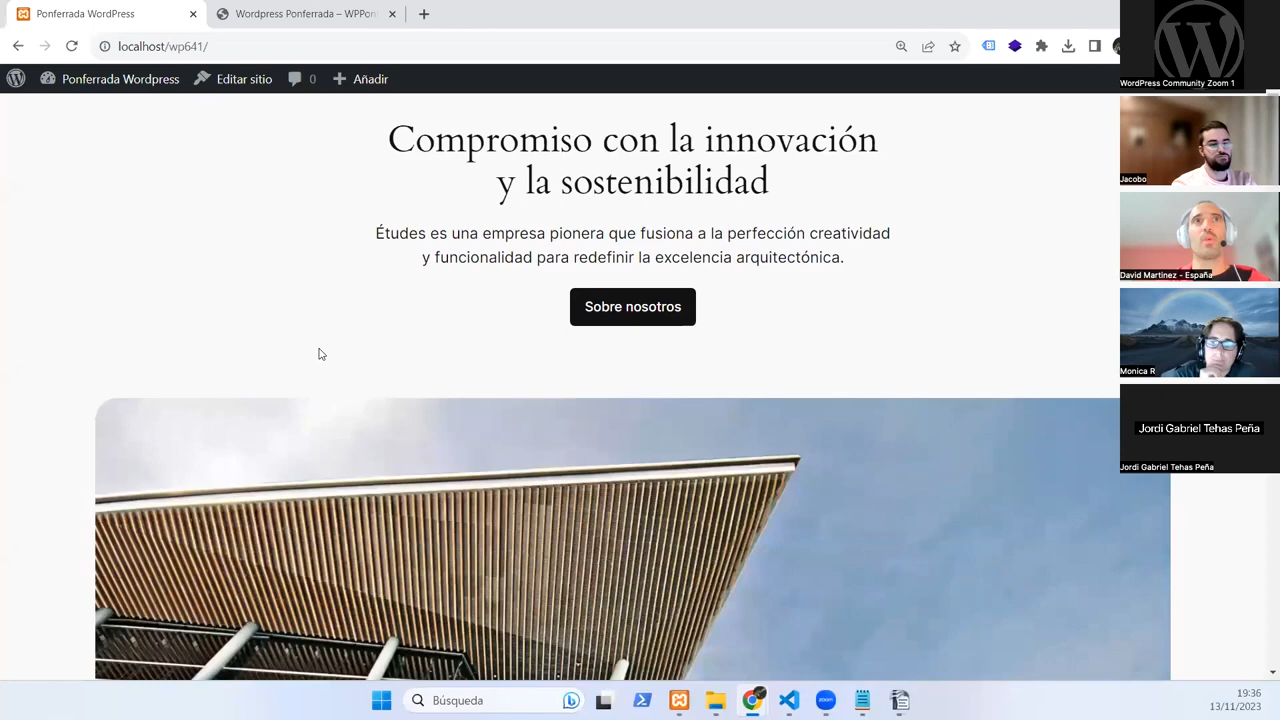 Ponferrada WordPress
Wordpress Ponferrada – WPPon
localhost/wp641/
Ponferrada Wordpress
Editar sitio
0
Añadir
Compromiso con la innovación
y la sostenibilidad
Études es una empresa pionera que fusiona a la perfección creatividad
y funcionalidad para redefinir la excelencia arquitectónica.
Sobre nosotros
WordPress Community Zoom 1
Jacobo
David Martínez - España
Monica R
Jordi Gabriel Tehas Peña
Jordi Gabriel Tehas Peña
Búsqueda
zoom
19:36
13/11/2023